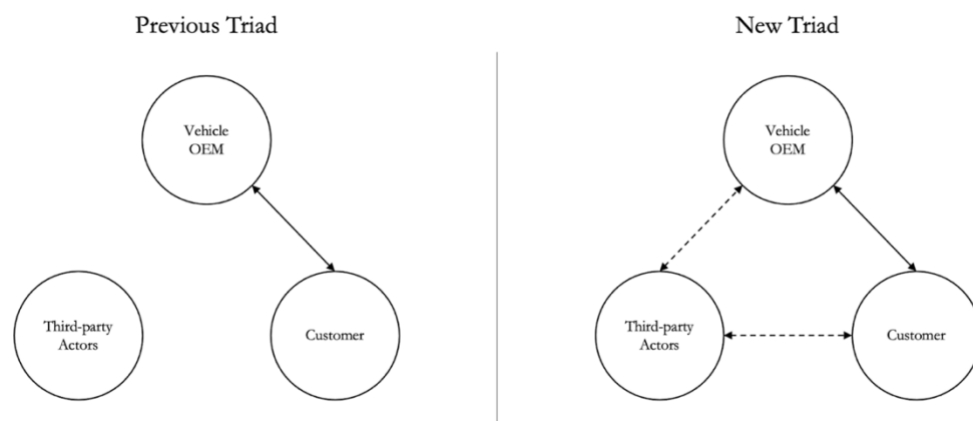 Previous Triad
Vehicle
OEM
Third-party
Actors
Customer
New Triad
Vehicle
OEM
Third-party
Actors
Customer